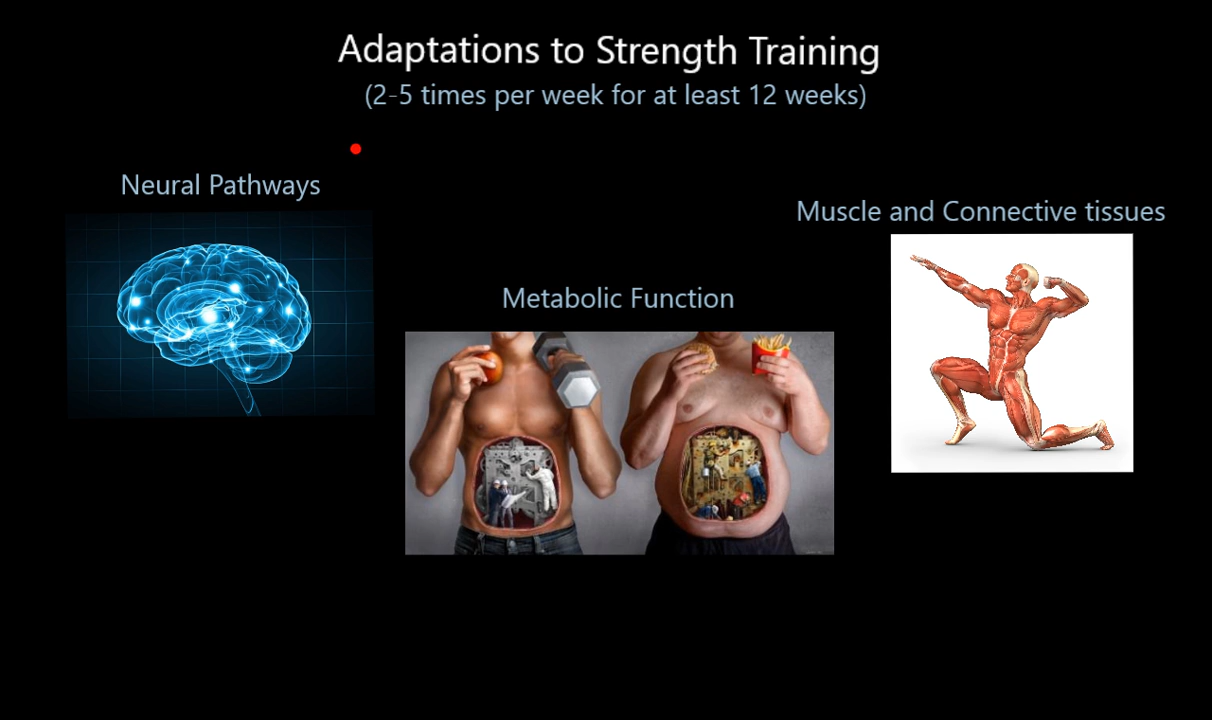 Adaptations to Strength Training
(2-5 times per week for at least 12 weeks)
Neural Pathways
Muscle and Connective tissues
Metabolic Function